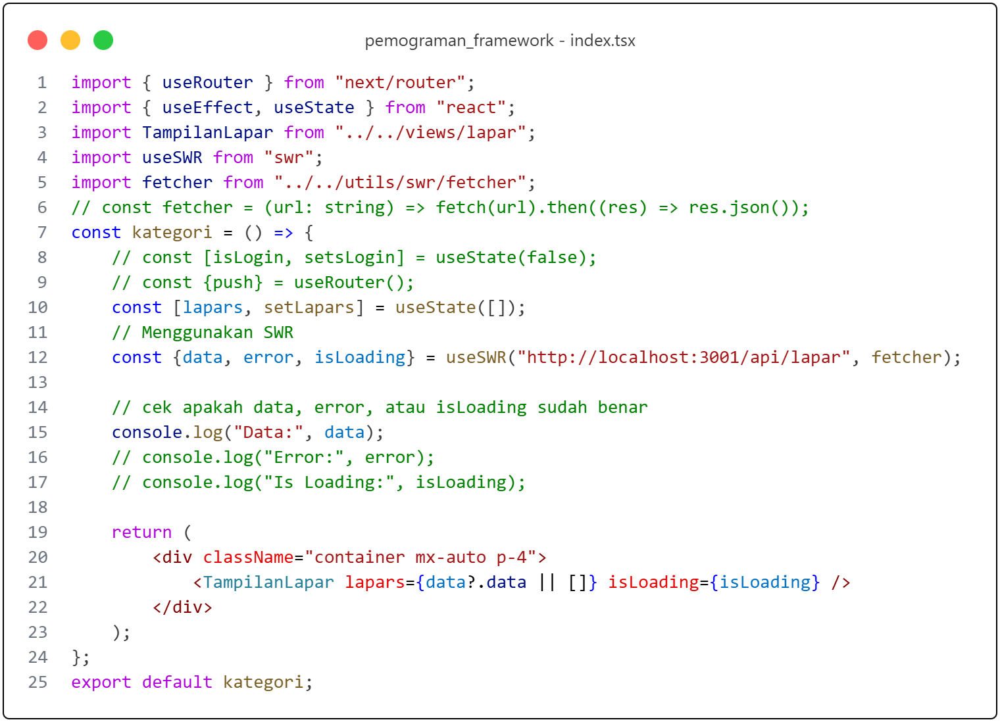 pemograman_framework - index.tsx
1 import { useRouter } from "next/router";
2 import { useEffect, useState } from "react";
3 import TampilanLapar from "../../views/lapar";
4 import useSWR from "swr";
5 import fetcher from "../../utils/swr/fetcher";
6 // const fetcher = (url: string) => fetch(url).then((res) => res.json());
7 const kategori = () => {
8     // const [isLogin, setsLogin] = useState(false);
9     // const {push} = useRouter();
10     const [lapars, setLapars] = useState([]);
11     // Menggunakan SWR
12     const {data, error, isLoading} = useSWR("http://localhost:3001/api/lapar", fetcher);
13
14     // cek apakah data, error, atau isLoading sudah benar
15     console.log("Data:", data);
16     // console.log("Error:", error);
17     // console.log("Is Loading:", isLoading);
18
19     return (
20         <div className="container mx-auto p-4">
21             <TampilanLapar lapars={data?.data || []} isLoading={isLoading} />
22         </div>
23     );
24 };
25 export default kategori;